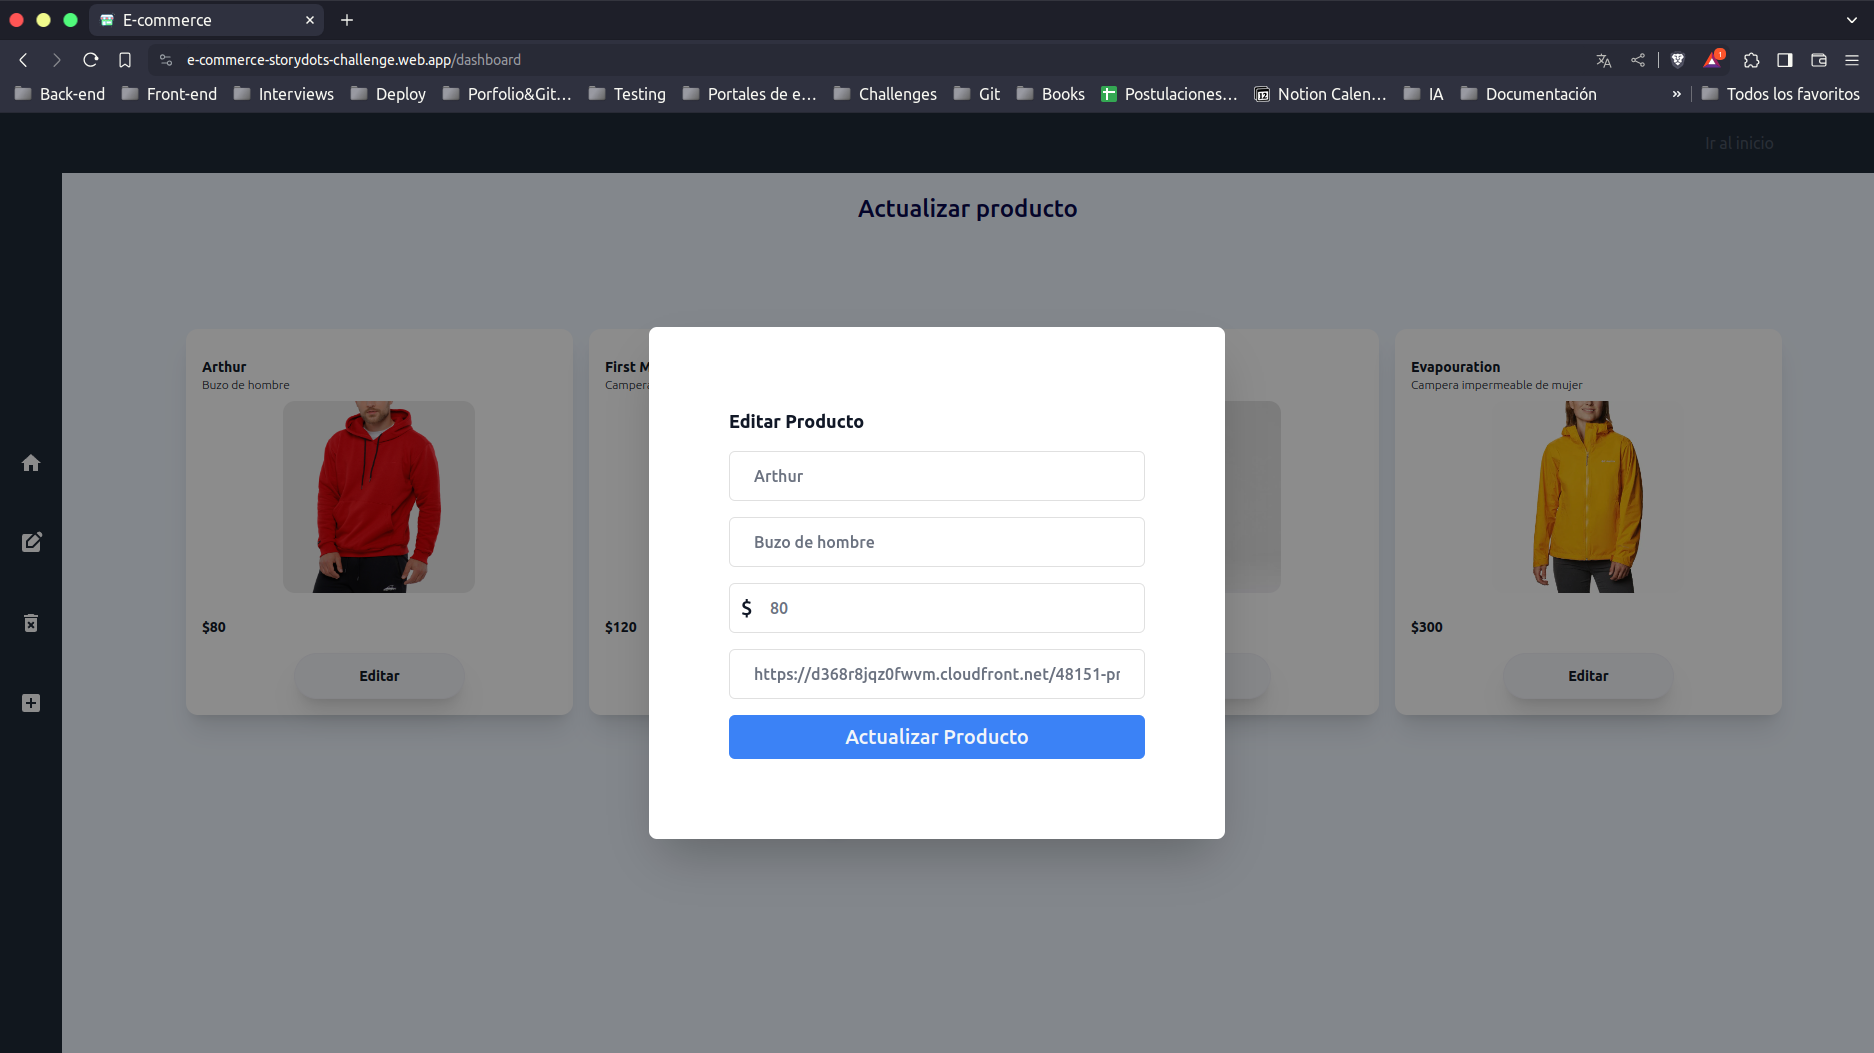 E-commerce
e-commerce-storydots-challenge.web.app/dashboard
1
Back-end
Front-end
Interviews
Deploy
Porfolio&Git...
Testing
Portales de e...
Challenges
Git
Books
Postulaciones...
Notion Calen...
IA
Documentación
»
Todos los favoritos
Ir al inicio
Actualizar producto
Arthur
Buzo de hombre
$80
Editar
First M
Campera
$120
Evapouration
Campera impermeable de mujer
$300
Editar
Editar Producto
Arthur
Buzo de hombre
$ 80
https://d368r8jqz0fwvm.cloudfront.net/48151-pr
Actualizar Producto